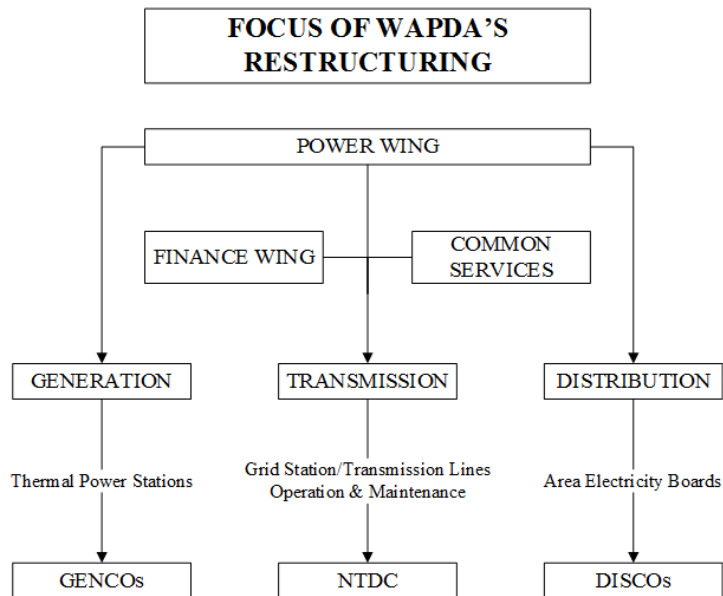 FOCUS OF WAPDA'S
RESTRUCTURING
POWER WING
FINANCE WING
COMMON
SERVICES
GENERATION
TRANSMISSION
DISTRIBUTION
Thermal Power Stations
Grid Station/Transmission Lines
Operation & Maintenance
Area Electricity Boards
GENCOs
NTDC
DISCOs